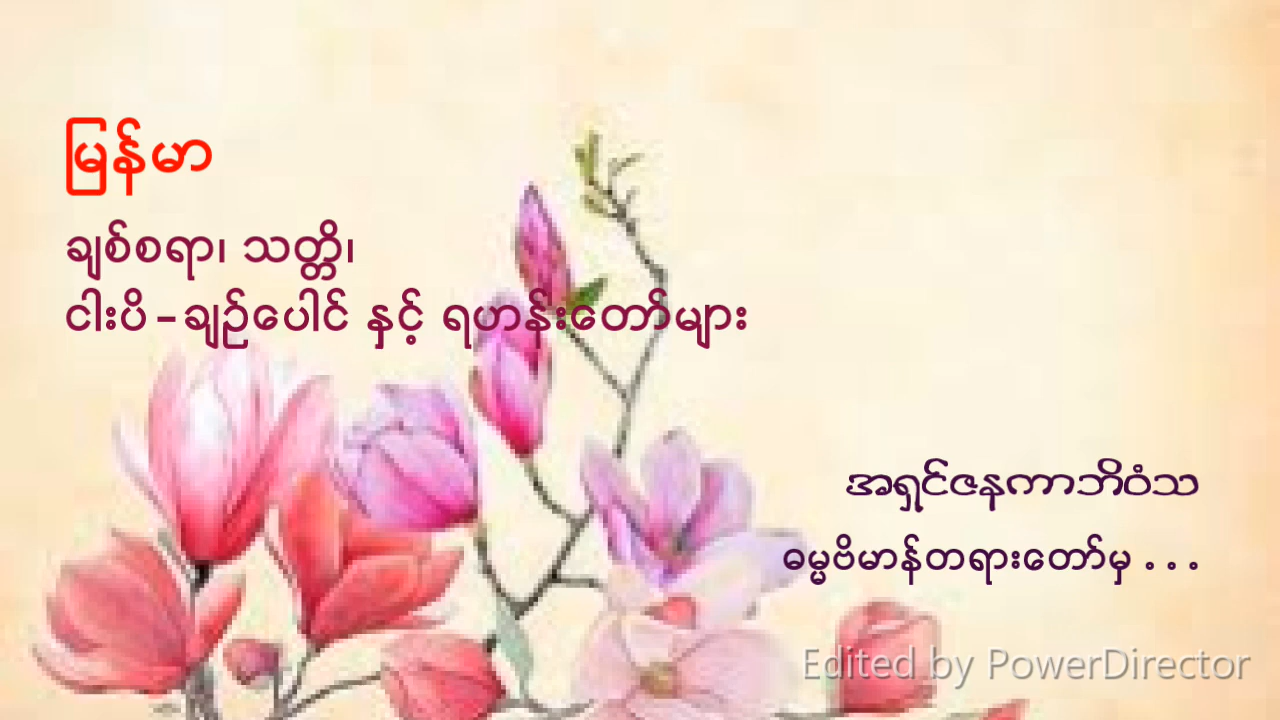 မြန်မာ
ချစ်စရာ၊ သတ္တိ၊
ငါးပိ-ချဉ်ပေါင် နှင့် ရဟန်းတော်များ
အရှင်ဇနကာဘိဝံသ
ဓမ္မဗိမာန်တရားတော်မှ . . .
Edited by PowerDirector